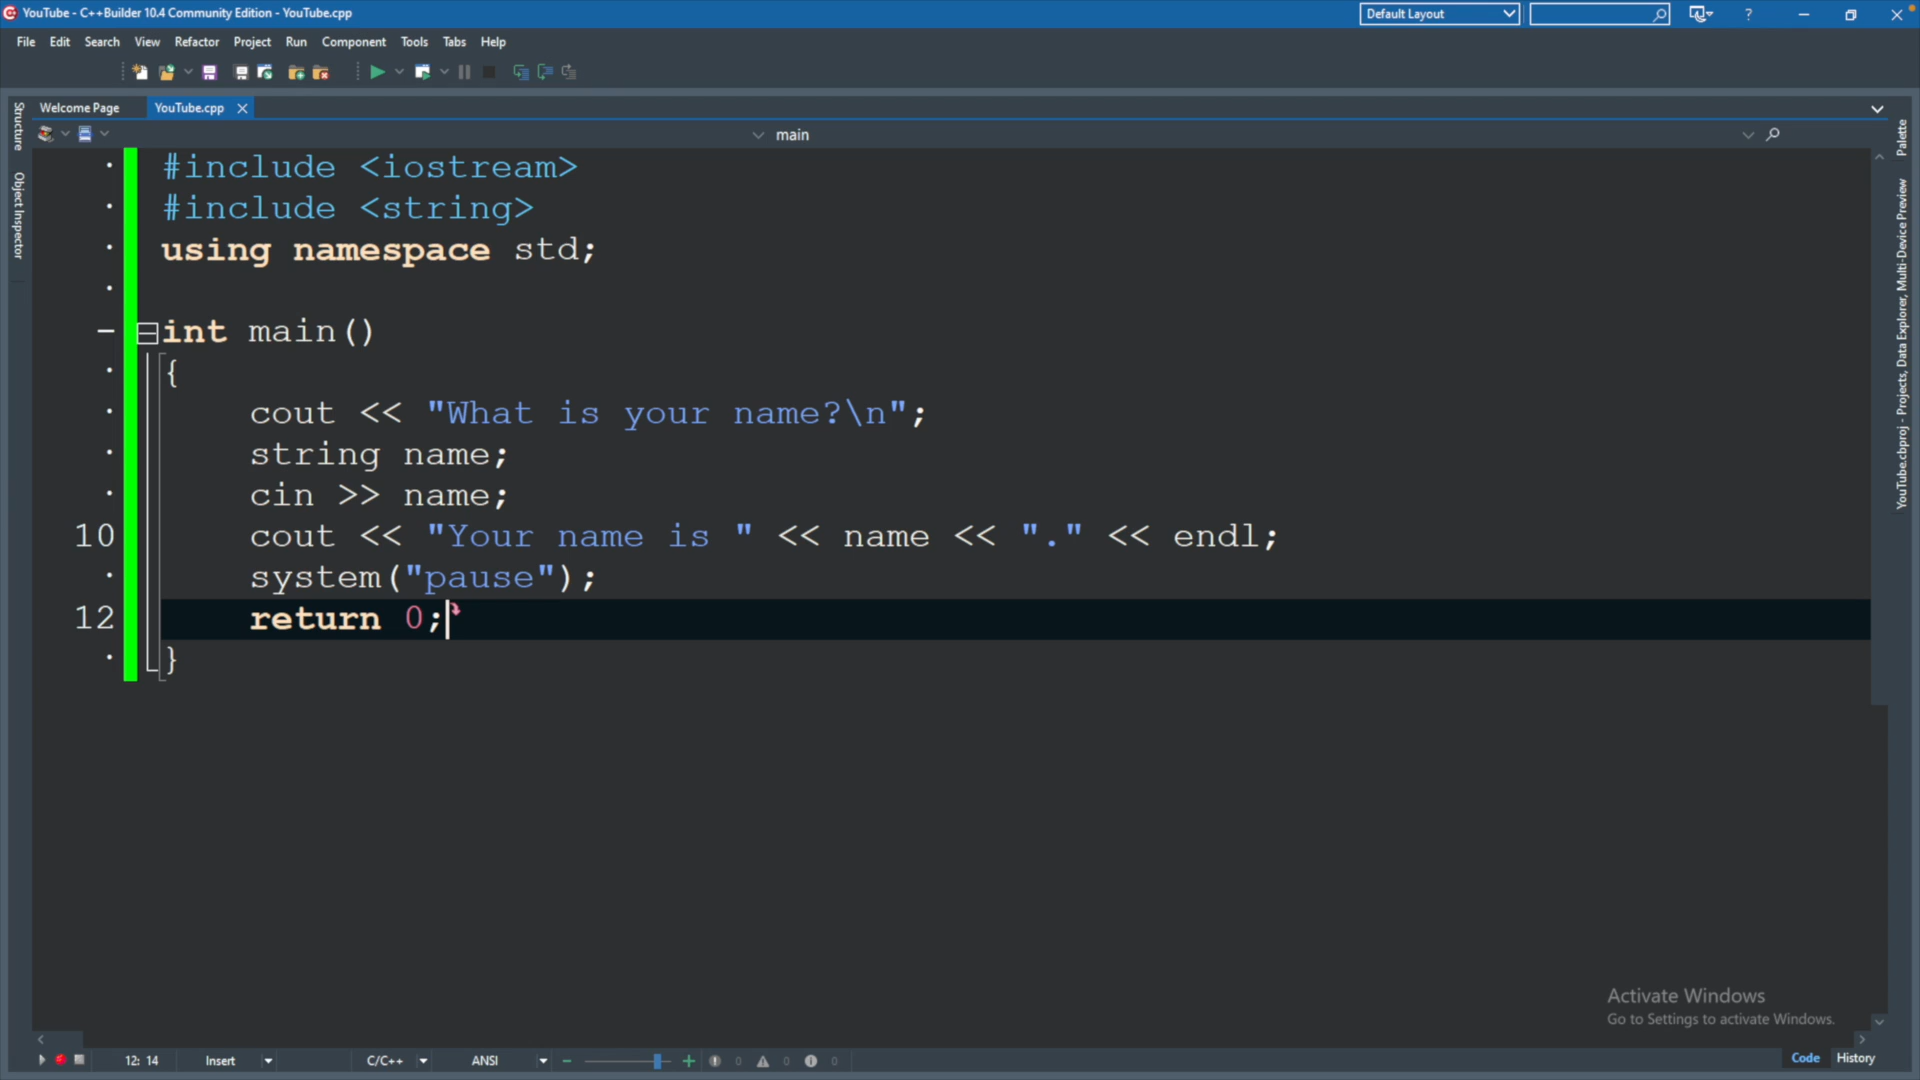 YouTube - C++Builder 10.4 Community Edition - YouTube.cpp
Default Layout
?
File Edit Search View Refactor Project Run Component Tools Tabs Help
Welcome Page YouTube.cpp
main
Structure
Object Inspector
Palette
YouTube.cbproj - Projects, Data Explorer, Multi-Device Preview
#include <iostream>
#include <string>
using namespace std;
int main()
{
cout << "What is your name?\n";
string name;
cin >> name;
10 cout << "Your name is " << name << "." << endl;
system("pause");
12 return 0;
}
Activate Windows
Go to Settings to activate Windows.
12: 14 Insert C/C++ ANSI 0 0 0 Code History